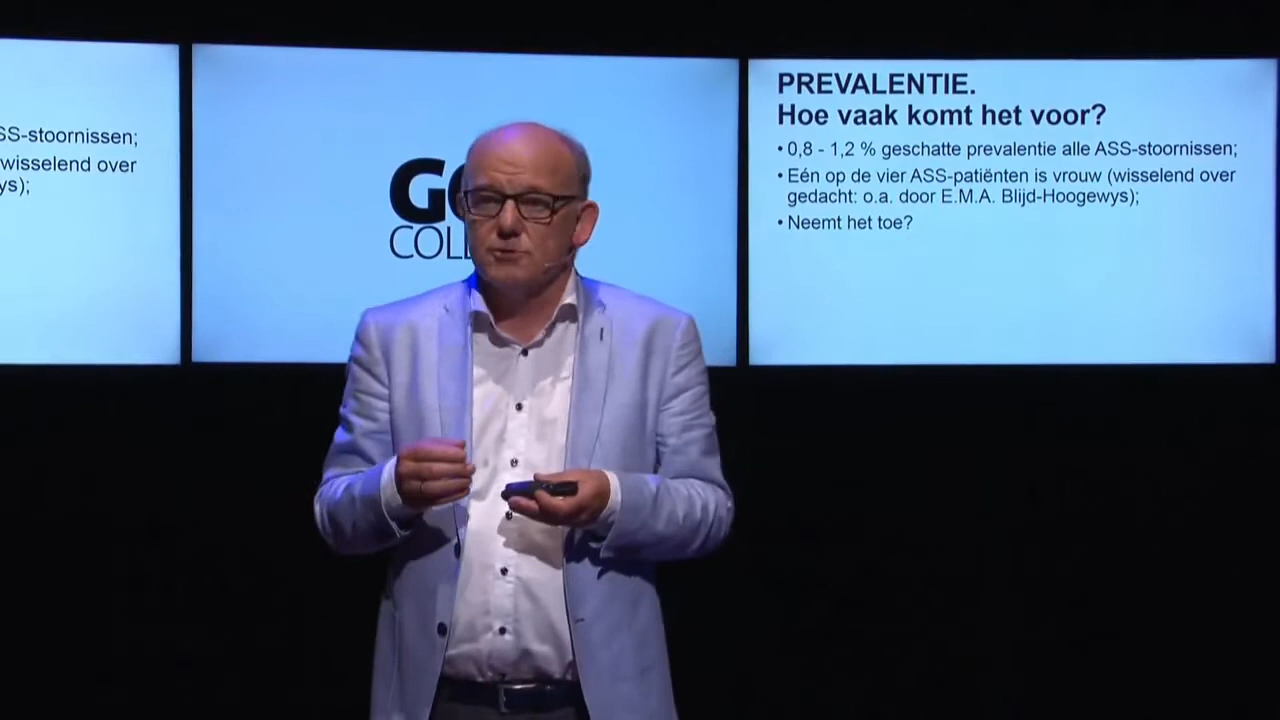 SS-stoornissen;
wisselend over
ys);
GO
COLL
PREVALENTIE.
Hoe vaak komt het voor?
• 0,8 - 1,2 % geschatte prevalentie alle ASS-stoornissen;
• Eén op de vier ASS-patiënten is vrouw (wisselend over
gedacht: o.a. door E.M.A. Blijd-Hoogewys);
• Neemt het toe?